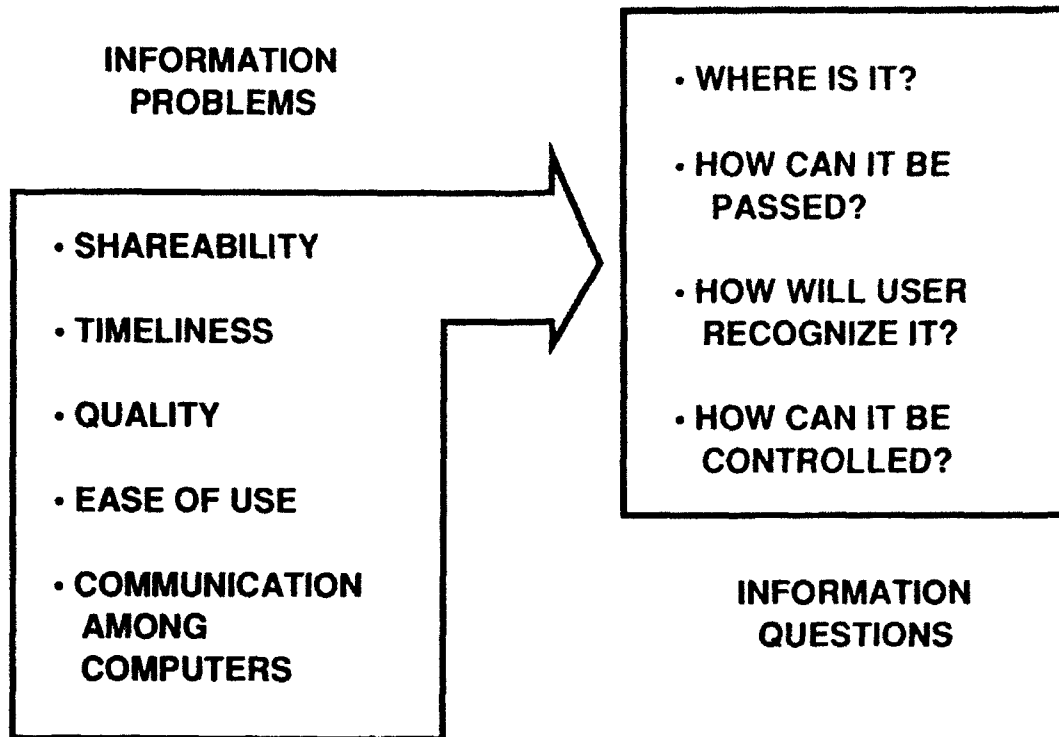 INFORMATION
PROBLEMS
• SHAREABILITY
• TIMELINESS
• QUALITY
• EASE OF USE
• COMMUNICATION
AMONG
COMPUTERS
• WHERE IS IT?
• HOW CAN IT BE
PASSED?
• HOW WILL USER
RECOGNIZE IT?
• HOW CAN IT BE
CONTROLLED?
INFORMATION
QUESTIONS